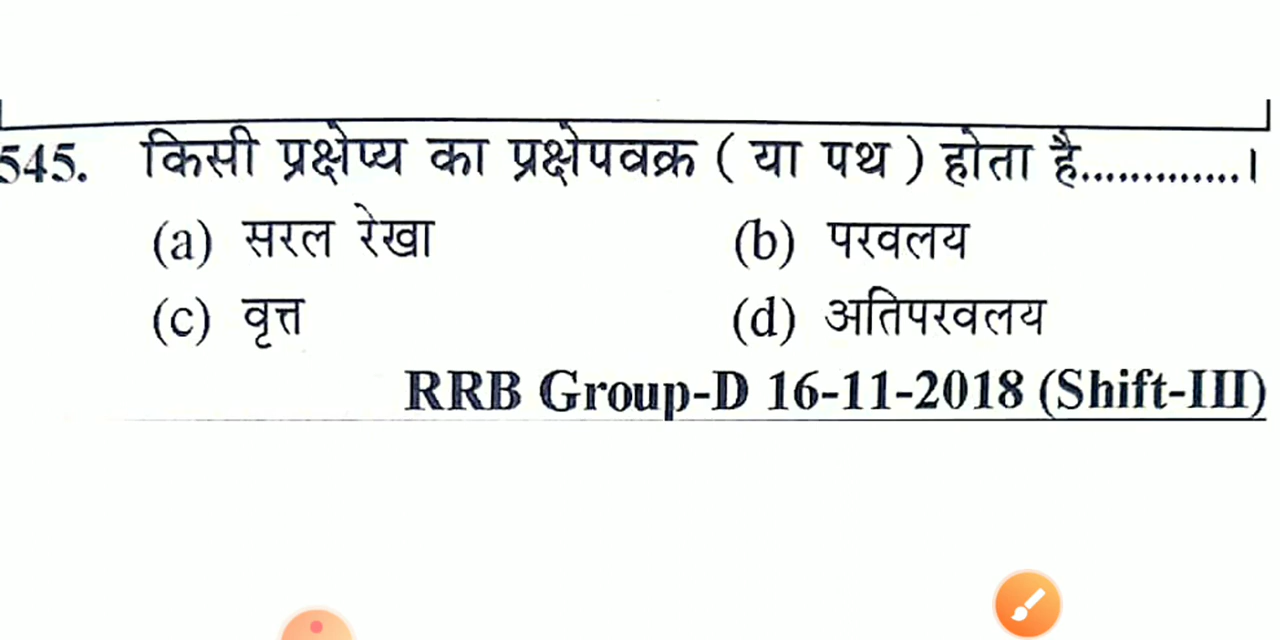 545. किसी प्रक्षेप्य का प्रक्षेपवक्र ( या पथ ) होता है.............।
(a) सरल रेखा (b) परवलय
(c) वृत्त (d) अतिपरवलय
RRB Group-D 16-11-2018 (Shift-III)